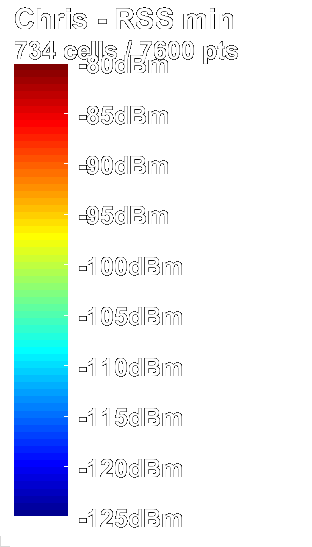 Chris - RSS min
734 cells / 7600 pts
-80dBm
-85dBm
-90dBm
-95dBm
-100dBm
-105dBm
-110dBm
-115dBm
-120dBm
-125dBm